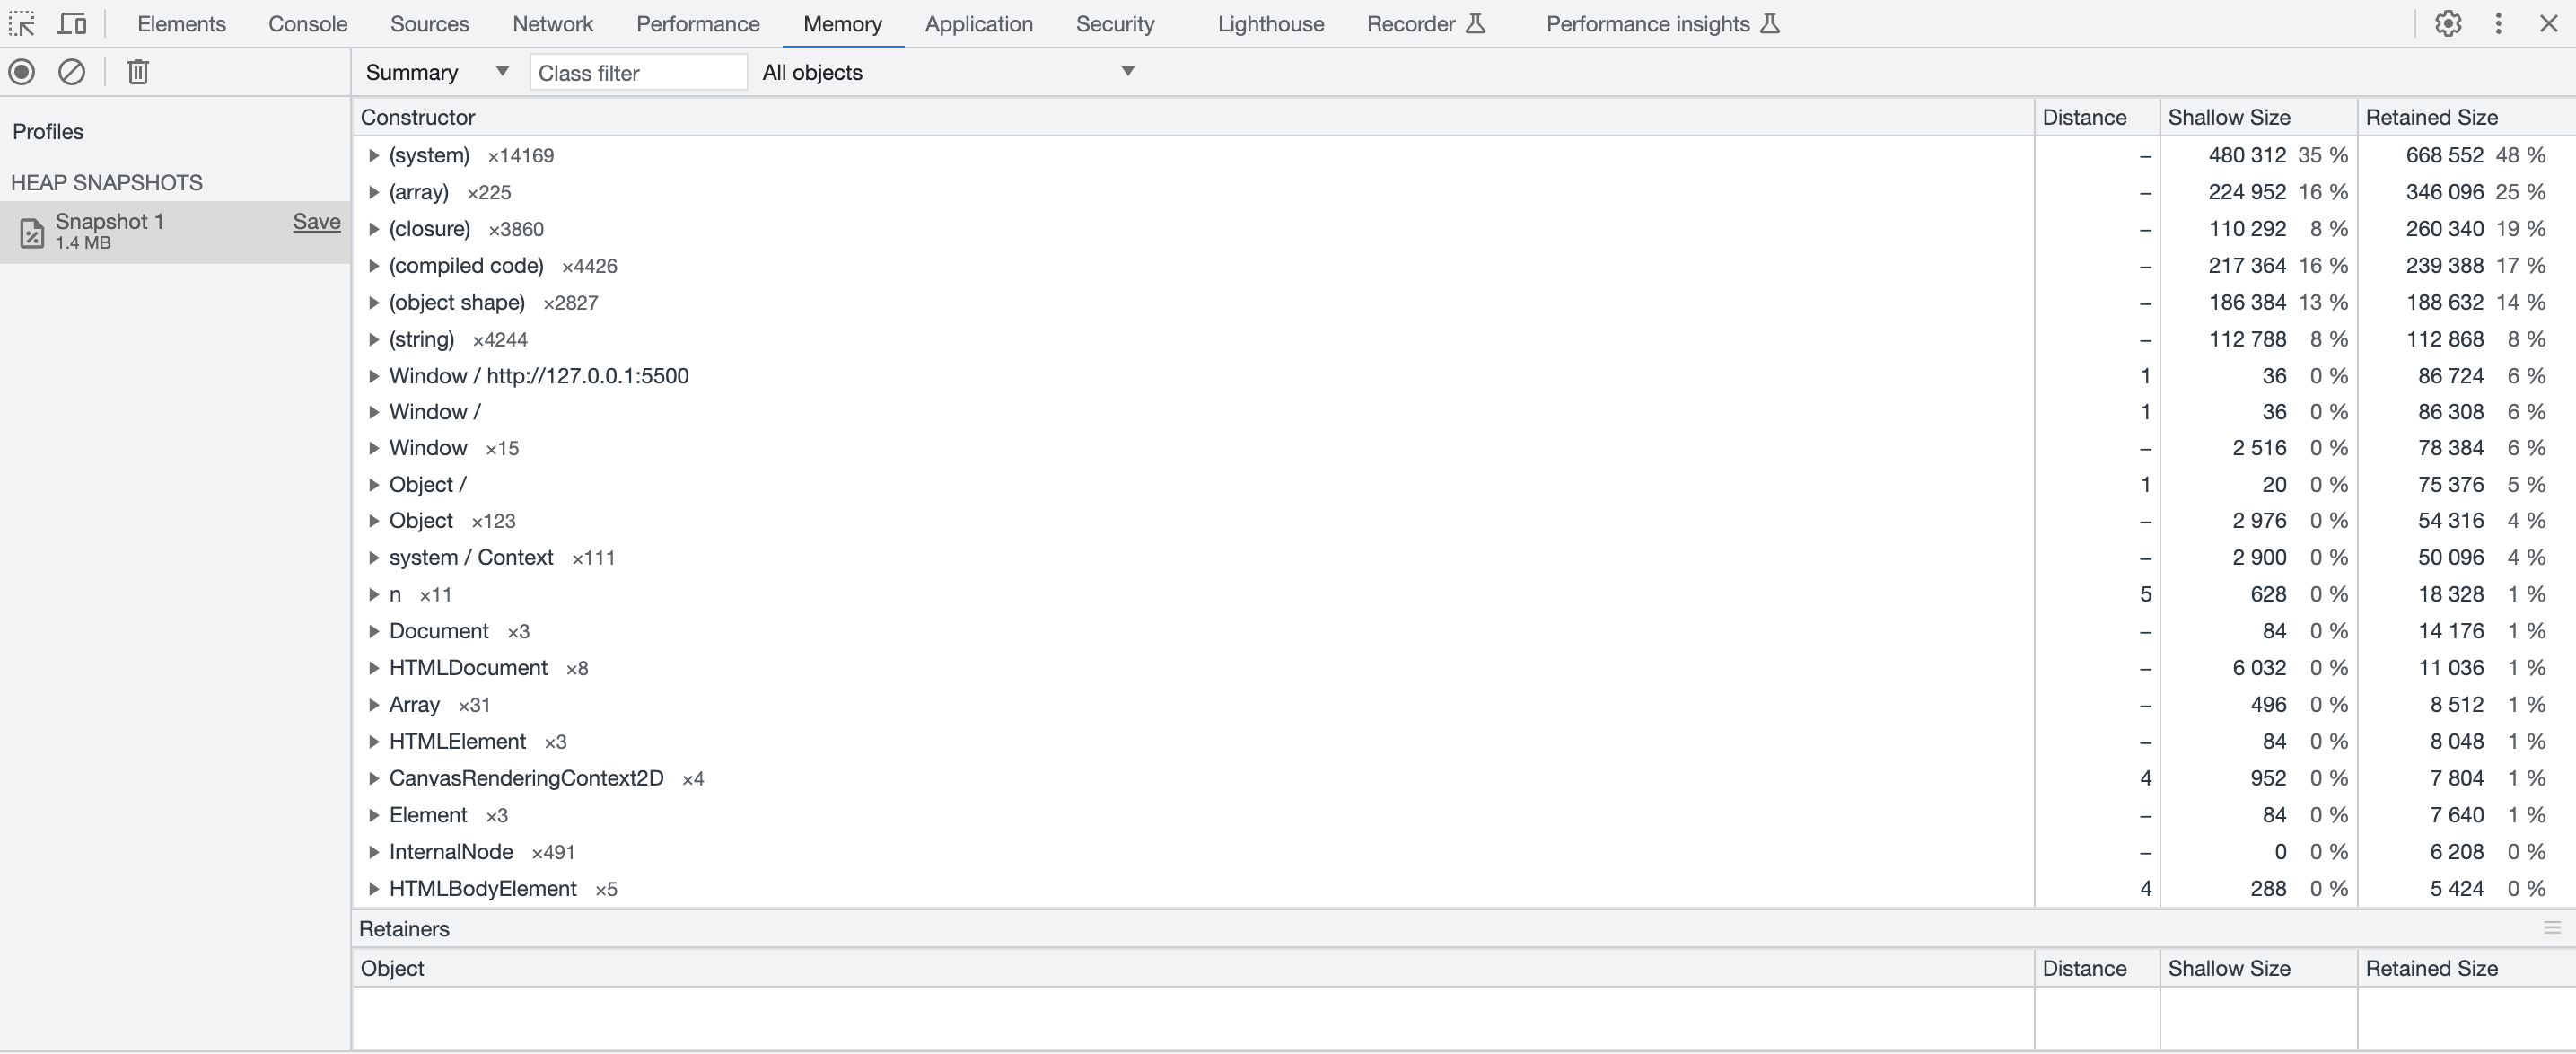 Elements Console Sources Network Performance Memory Application Security Lighthouse Recorder Performance insights
Summary Class filter All objects
Profiles
HEAP SNAPSHOTS
Snapshot 1 Save
1.4 MB
Constructor Distance Shallow Size Retained Size
(system) ×14169 – 480 312 35 % 668 552 48 %
(array) ×225 – 224 952 16 % 346 096 25 %
(closure) ×3860 – 110 292 8 % 260 340 19 %
(compiled code) ×4426 – 217 364 16 % 239 388 17 %
(object shape) ×2827 – 186 384 13 % 188 632 14 %
(string) ×4244 – 112 788 8 % 112 868 8 %
Window / http://127.0.0.1:5500 1 36 0 % 86 724 6 %
Window / 1 36 0 % 86 308 6 %
Window ×15 – 2 516 0 % 78 384 6 %
Object / 1 20 0 % 75 376 5 %
Object ×123 – 2 976 0 % 54 316 4 %
system / Context ×111 – 2 900 0 % 50 096 4 %
n ×11 5 628 0 % 18 328 1 %
Document ×3 – 84 0 % 14 176 1 %
HTMLDocument ×8 – 6 032 0 % 11 036 1 %
Array ×31 – 496 0 % 8 512 1 %
HTMLElement ×3 – 84 0 % 8 048 1 %
CanvasRenderingContext2D ×4 4 952 0 % 7 804 1 %
Element ×3 – 84 0 % 7 640 1 %
InternalNode ×491 – 0 0 % 6 208 0 %
HTMLBodyElement ×5 4 288 0 % 5 424 0 %
Retainers
Object Distance Shallow Size Retained Size